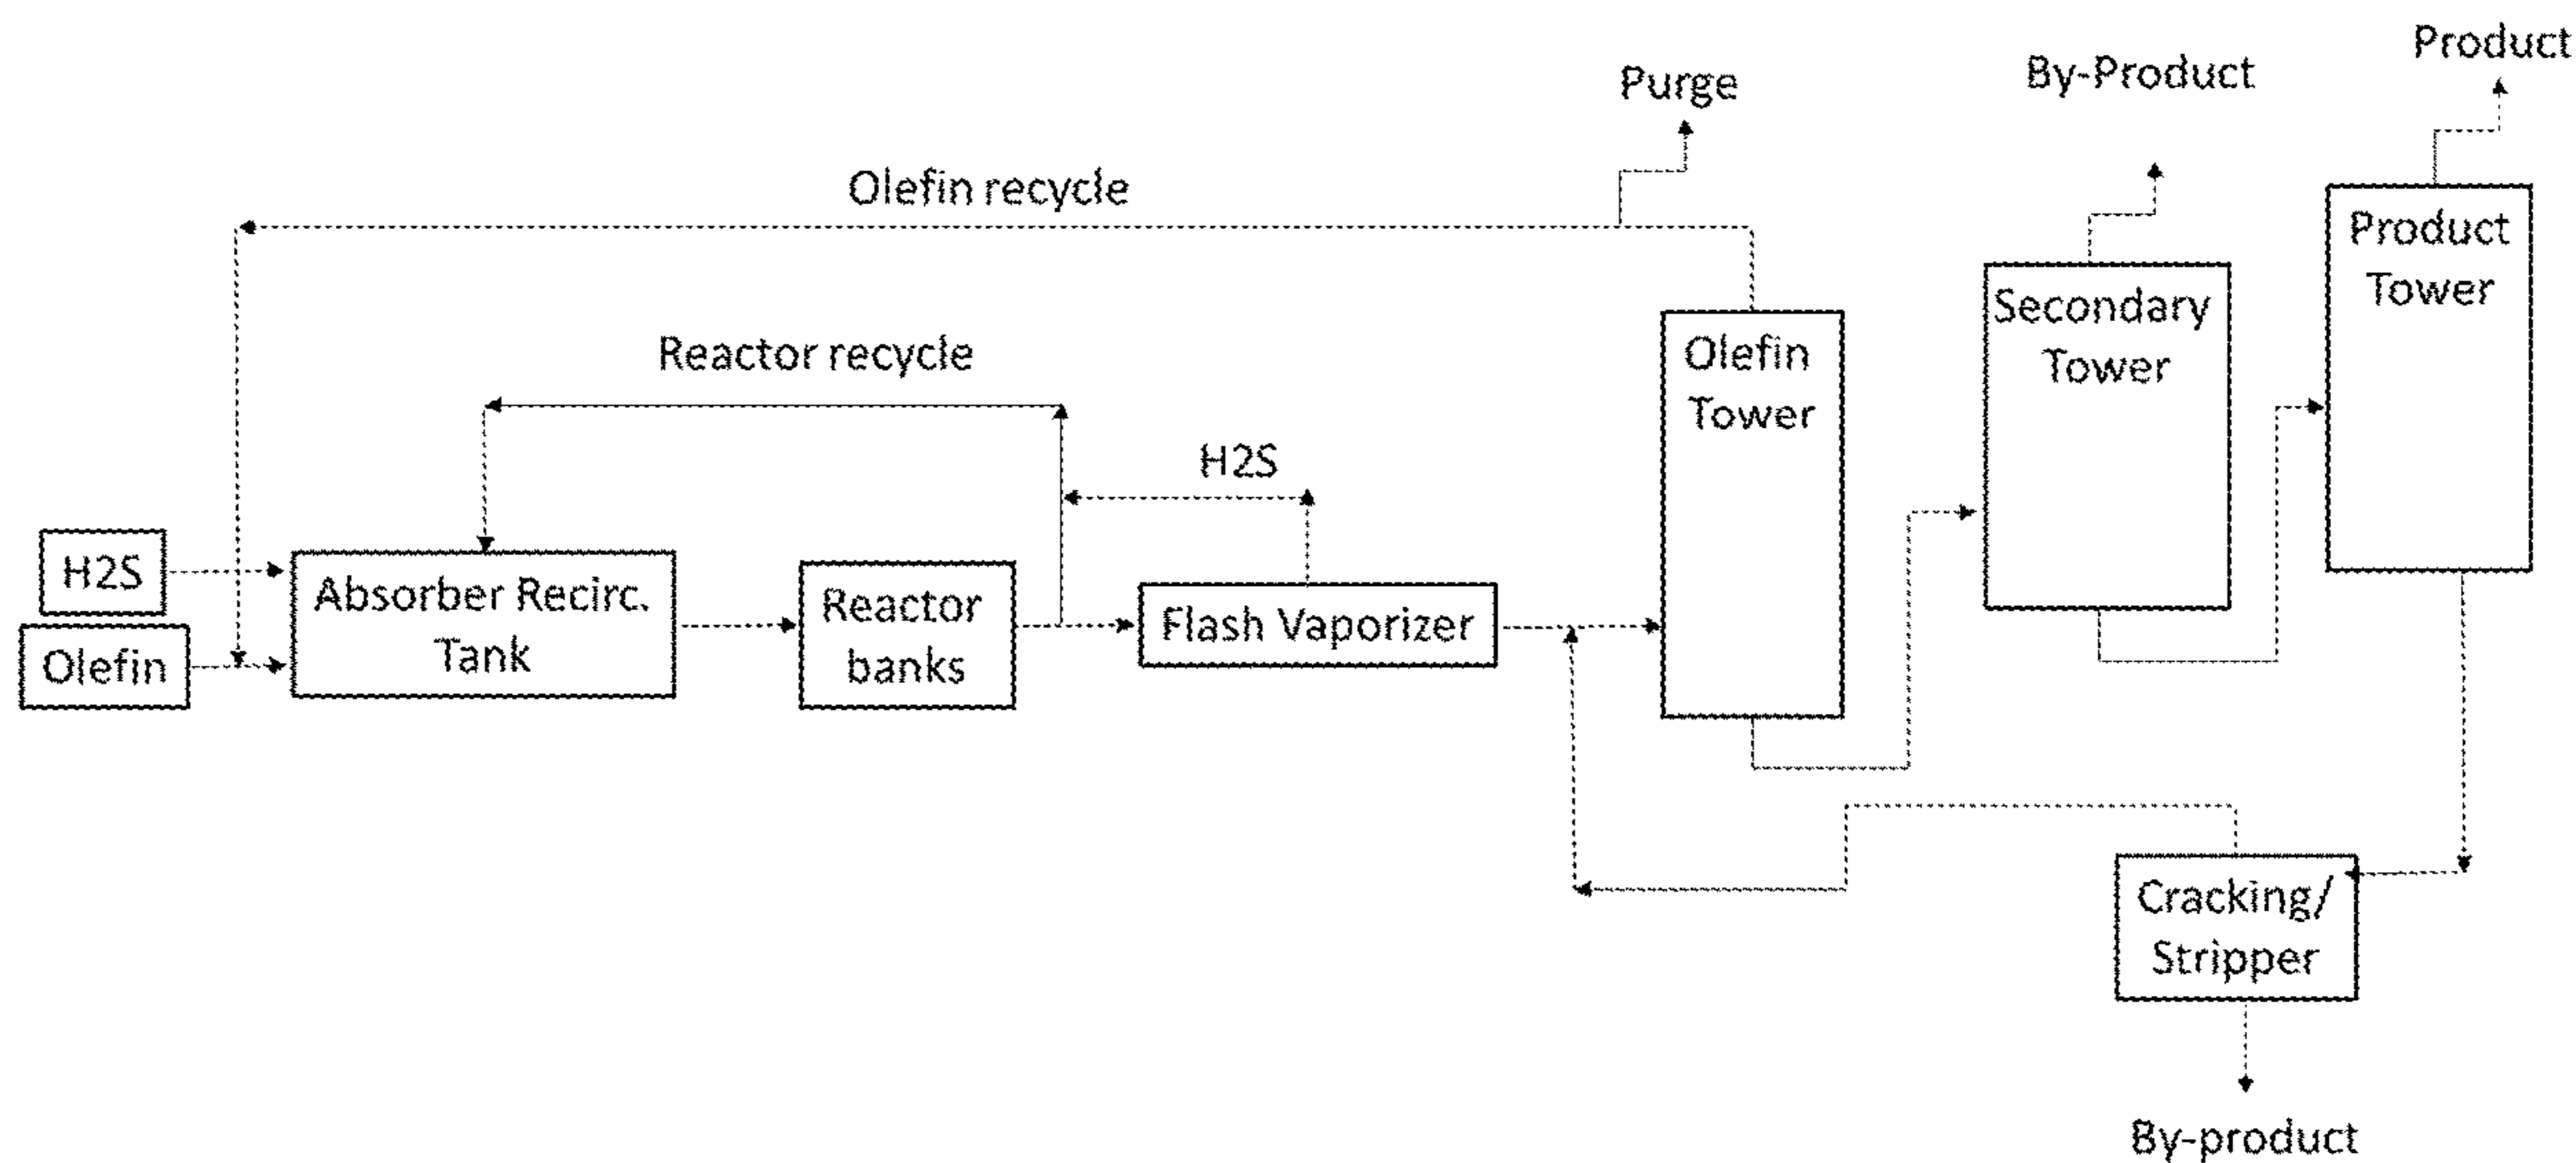 Product
By-Product
Purge
Olefin recycle
Product
Tower
Secondary
Tower
Olefin
Tower
Reactor recycle
H2S
H2S
Olefin
Absorber Recirc.
Tank
Reactor
banks
Flash Vaporizer
Cracking/
Stripper
By-product